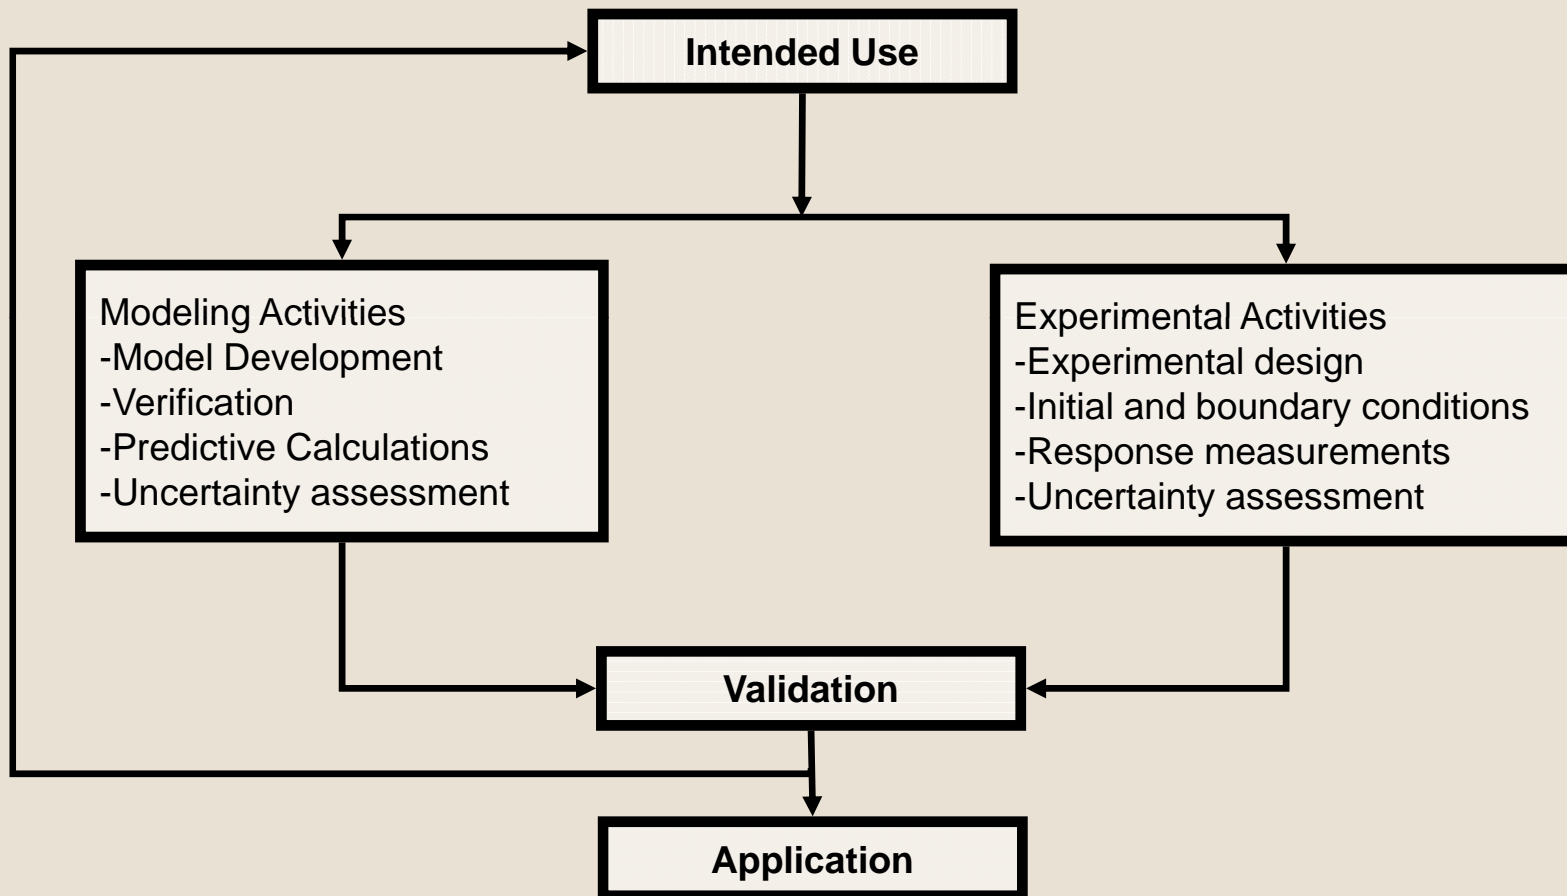 Intended Use
Modeling Activities
-Model Development
-Verification
-Predictive Calculations
-Uncertainty assessment
Experimental Activities
-Experimental design
-Initial and boundary conditions
-Response measurements
-Uncertainty assessment
Validation
Application